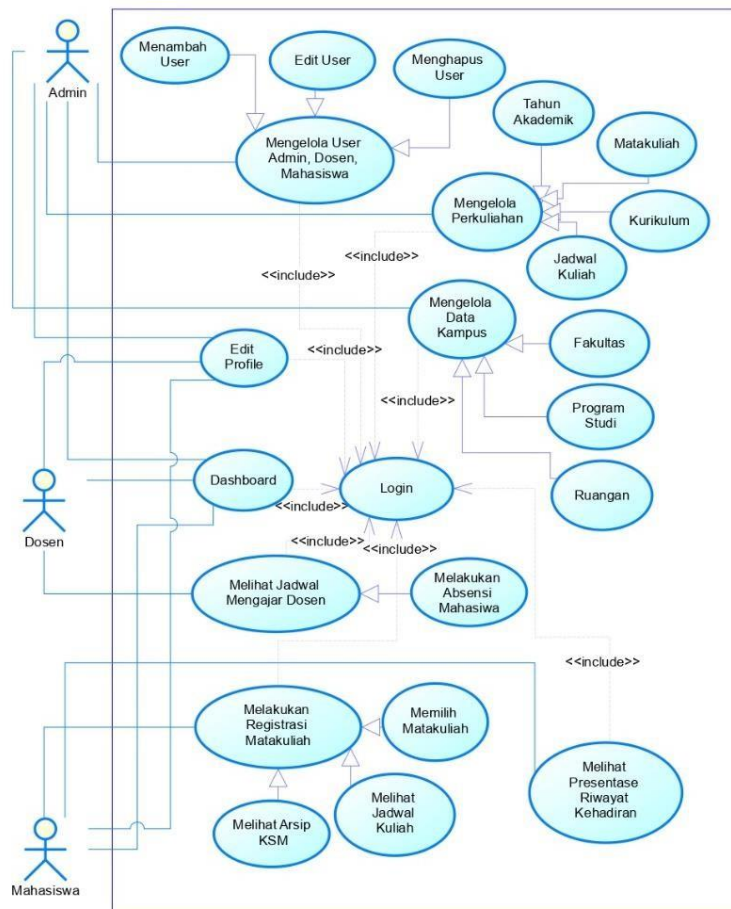 Menambah
User
Edit User
Menghapus
User
Admin
Tahun
Akademik
Mengelola User
Admin, Dosen,
Mahasiswa
Matakuliah
Mengelola
Perkuliahan
Kurikulum
Jadwal
Kuliah
<<include>>
<<include>>
Mengelola
Data
Kampus
Fakultas
Edit
Profile
<<include>>
<<include>>
Program
Studi
Dashboard
Login
Ruangan
<<include>>
Dosen
<<include>>
<<include>>
Melihat Jadwal
Mengajar Dosen
Melakukan
Absensi
Mahasiwa
<<include>>
Melakukan
Registrasi
Matakuliah
Memilih
Matakuliah
Melihat
Presentase
Riwayat
Kehadiran
Melihat Arsip
KSM
Melihat
Jadwal
Kuliah
Mahasiswa